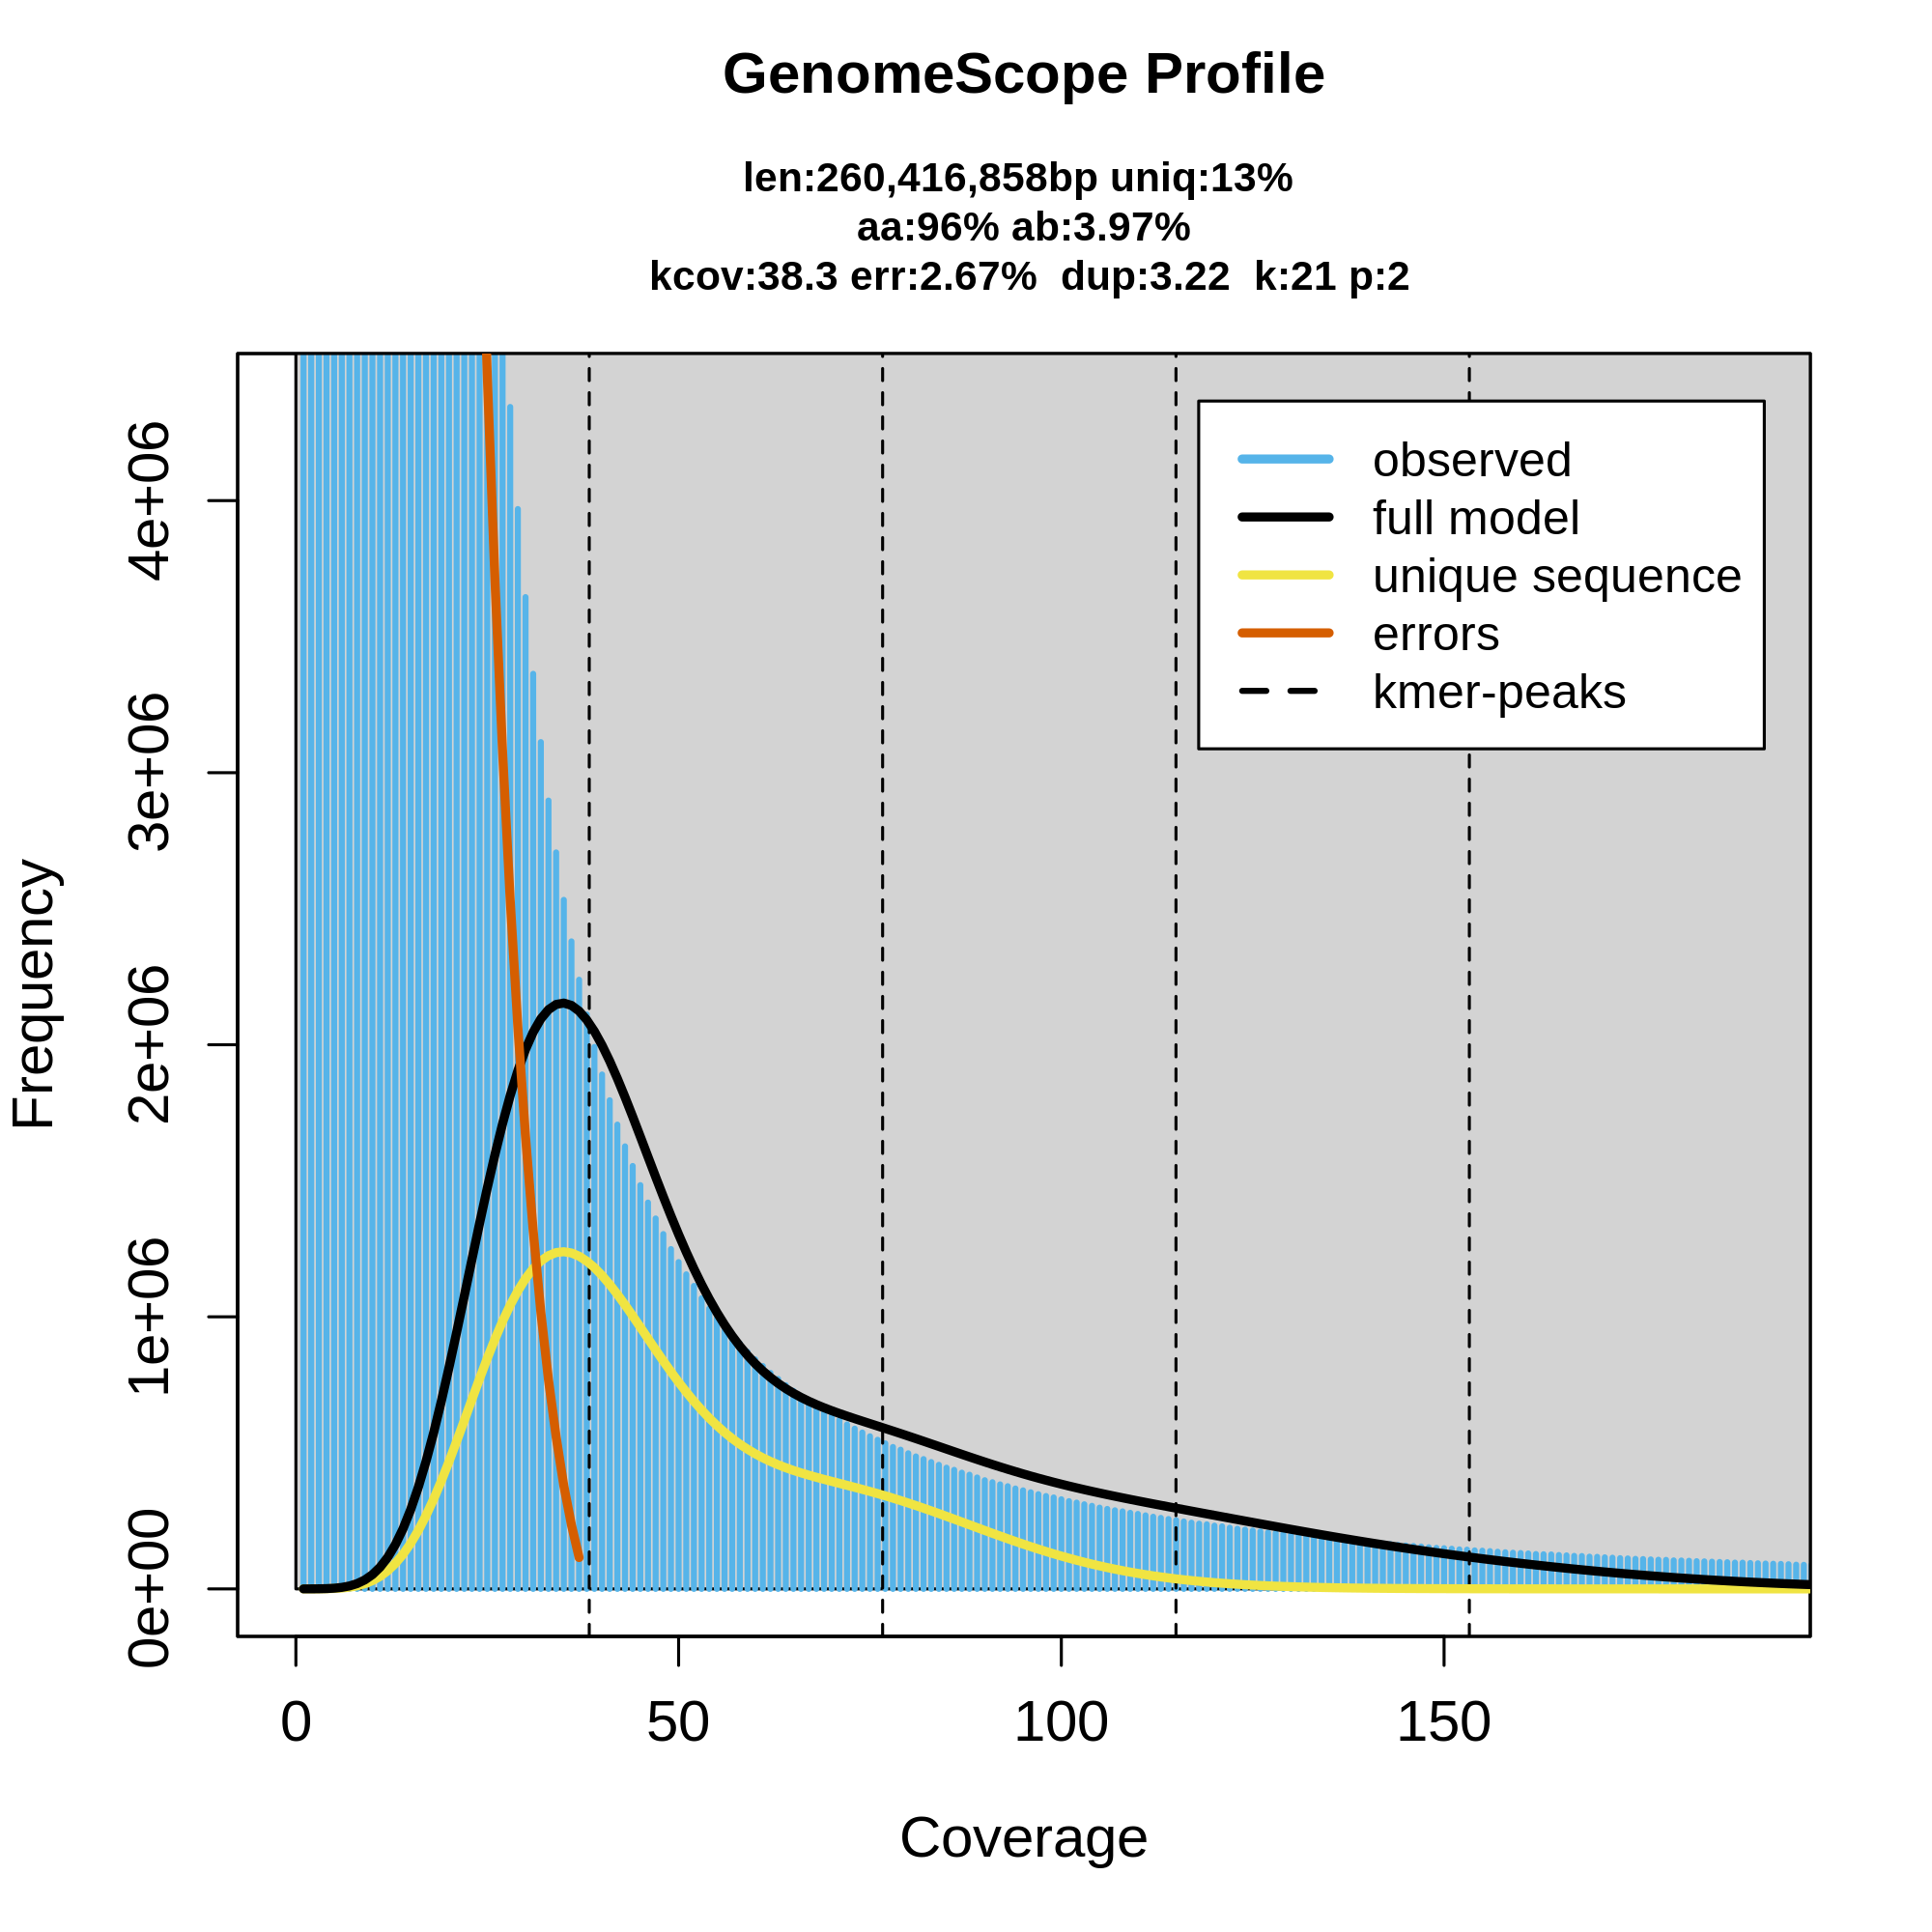 GenomeScope Profile
len:260,416,858bp uniq:13%
aa:96% ab:3.97%
kcov:38.3 err:2.67% dup:3.22 k:21 p:2
observed
full model
unique sequence
errors
kmer-peaks
Frequency
4e+06
3e+06
2e+06
1e+06
0e+00
0 50 100 150
Coverage